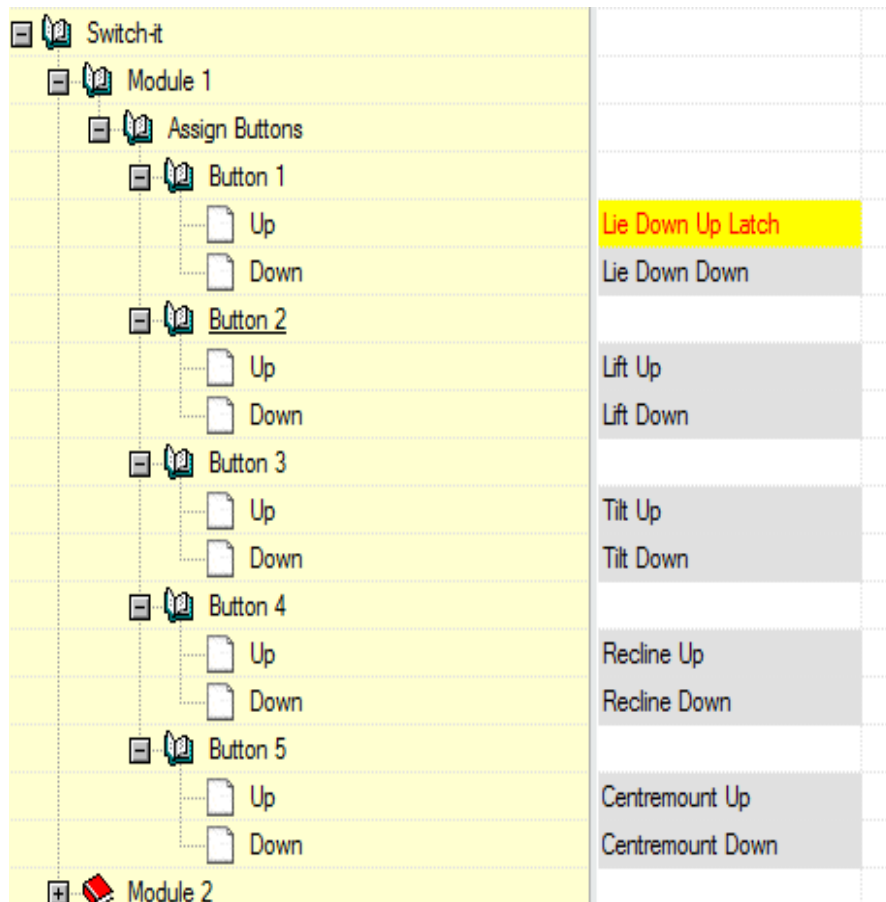 Switch-it
Module 1
Assign Buttons
Button 1
Up Lie Down Up Latch
Down Lie Down Down
Button 2
Up Lift Up
Down Lift Down
Button 3
Up Tilt Up
Down Tilt Down
Button 4
Up Recline Up
Down Recline Down
Button 5
Up Centremount Up
Down Centremount Down
Module 2